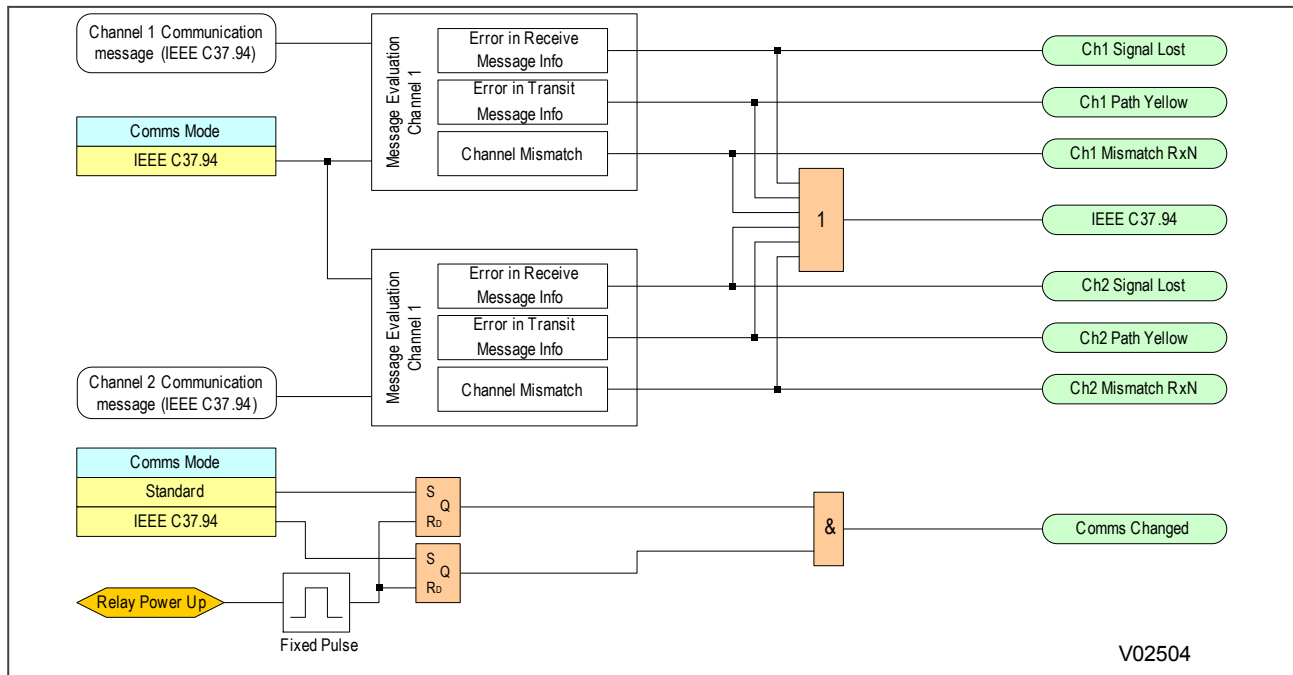 Channel 1 Communication
message (IEEE C37.94)
Comms Mode
IEEE C37.94
Message Evaluation
Channel 1
Error in Receive
Message Info
Error in Transit
Message Info
Channel Mismatch
Ch1 Signal Lost
Ch1 Path Yellow
Ch1 Mismatch RxN
1
IEEE C37.94
Message Evaluation
Channel 1
Error in Receive
Message Info
Error in Transit
Message Info
Channel Mismatch
Ch2 Signal Lost
Ch2 Path Yellow
Ch2 Mismatch RxN
Channel 2 Communication
message (IEEE C37.94)
Comms Mode
Standard
IEEE C37.94
S
Q
RD
S
Q
RD
&
Comms Changed
Relay Power Up
Fixed Pulse
V02504